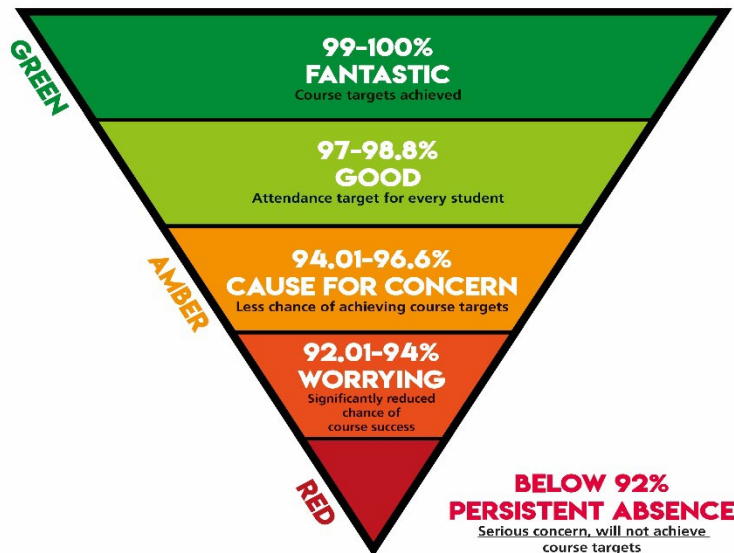 GREEN
99-100%
FANTASTIC
Course targets achieved
97-98.8%
GOOD
Attendance target for every student
AMBER
94.01-96.6%
CAUSE FOR CONCERN
Less chance of achieving course targets
92.01-94%
WORRYING
Significantly reduced
chance of
course success
RED
BELOW 92%
PERSISTENT ABSENCE
Serious concern, will not achieve
course targets